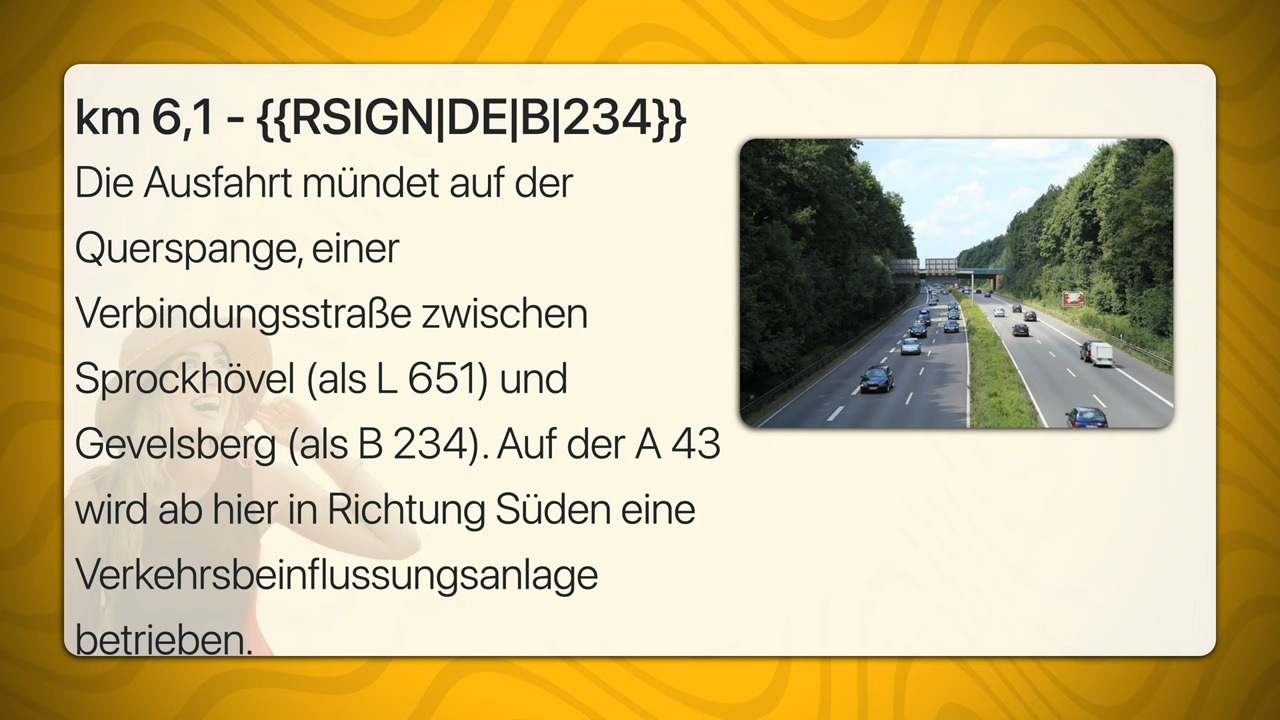 km 6,1 - {{RSIGN|DE|B|234}}
Die Ausfahrt mündet auf der
Querspange, einer
Verbindungsstraße zwischen
Sprockhövel (als L 651) und
Gevelsberg (als B 234). Auf der A 43
wird ab hier in Richtung Süden eine
Verkehrsbeinflussungsanlage
betrieben.